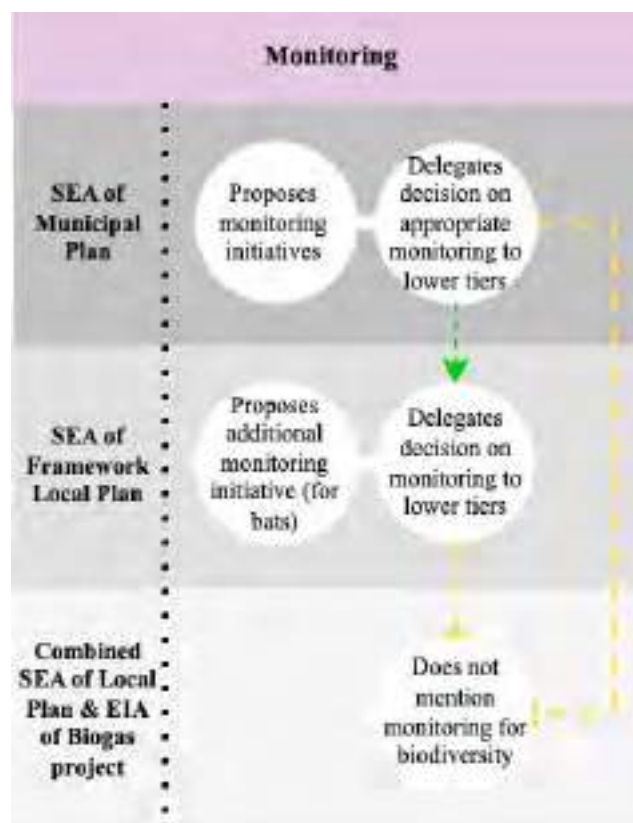 Monitoring
SEA of
Municipal
Plan
Proposes
monitoring
initiatives
Delegates
decision on
appropriate
monitoring to
lower tiers
SEA of
Framework
Local Plan
Proposes
additional
monitoring
initiative (for
bats)
Delegates
decision on
monitoring to
lower tiers
Combined
SEA of Local
Plan & EIA
of Biogas
project
Does not
mention
monitoring for
biodiversity